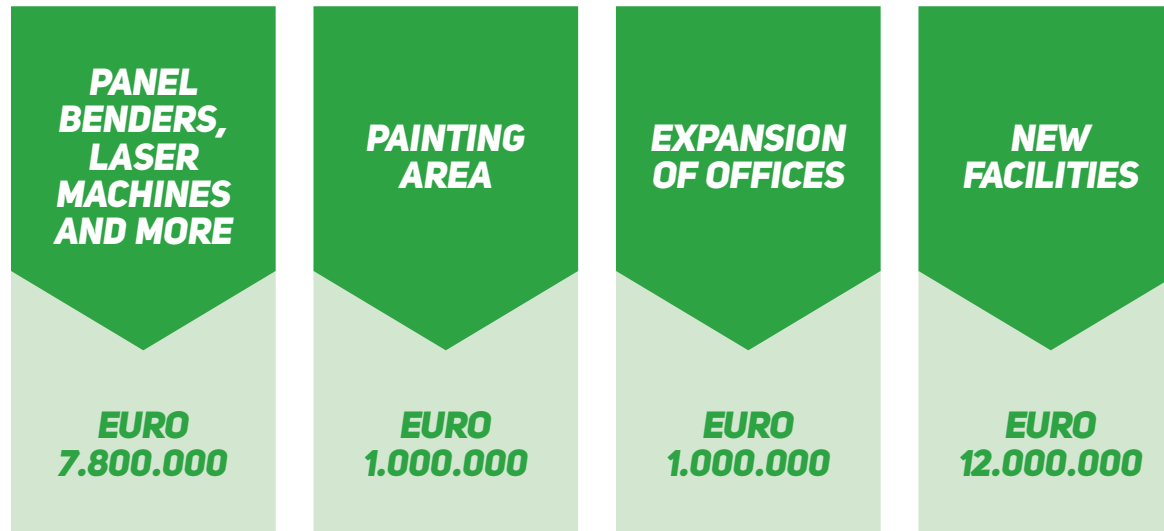 PANEL
BENDERS,
LASER
MACHINES
AND MORE
EURO
7.800.000
PAINTING
AREA
EURO
1.000.000
EXPANSION
OF OFFICES
EURO
1.000.000
NEW
FACILITIES
EURO
12.000.000